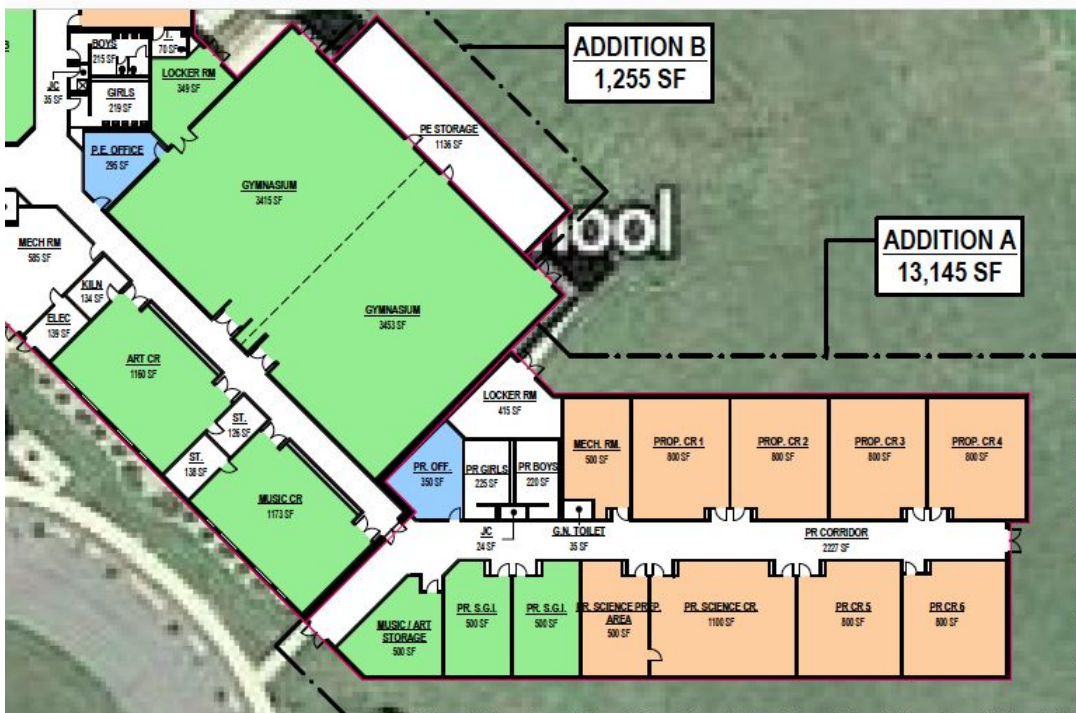 ADDITION B
1,255 SF
ADDITION A
13,145 SF
BOYS
215 SF
T.
70 SF
LOCKER RM
349 SF
JC
35 SF
GIRLS
219 SF
P.E. OFFICE
295 SF
PE STORAGE
1136 SF
GYMNASIUM
3415 SF
ool
MECH RM
585 SF
KILN
134 SF
ELEC
139 SF
GYMNASIUM
3453 SF
ART CR
1160 SF
ST.
126 SF
ST.
138 SF
MUSIC CR
1173 SF
LOCKER RM
415 SF
PR. OFF.
350 SF
PR GIRLS
225 SF
PR BOYS
220 SF
MECH. RM.
500 SF
PROP. CR 1
800 SF
PROP. CR 2
800 SF
PROP. CR 3
800 SF
PROP. CR 4
800 SF
JC
24 SF
G.N. TOILET
35 SF
PR CORRIDOR
2227 SF
MUSIC / ART
STORAGE
500 SF
PR. S.G.I.
500 SF
PR. S.G.I.
500 SF
PR. SCIENCE PREP.
AREA
500 SF
PR. SCIENCE CR.
1100 SF
PR CR 5
800 SF
PR CR 6
800 SF